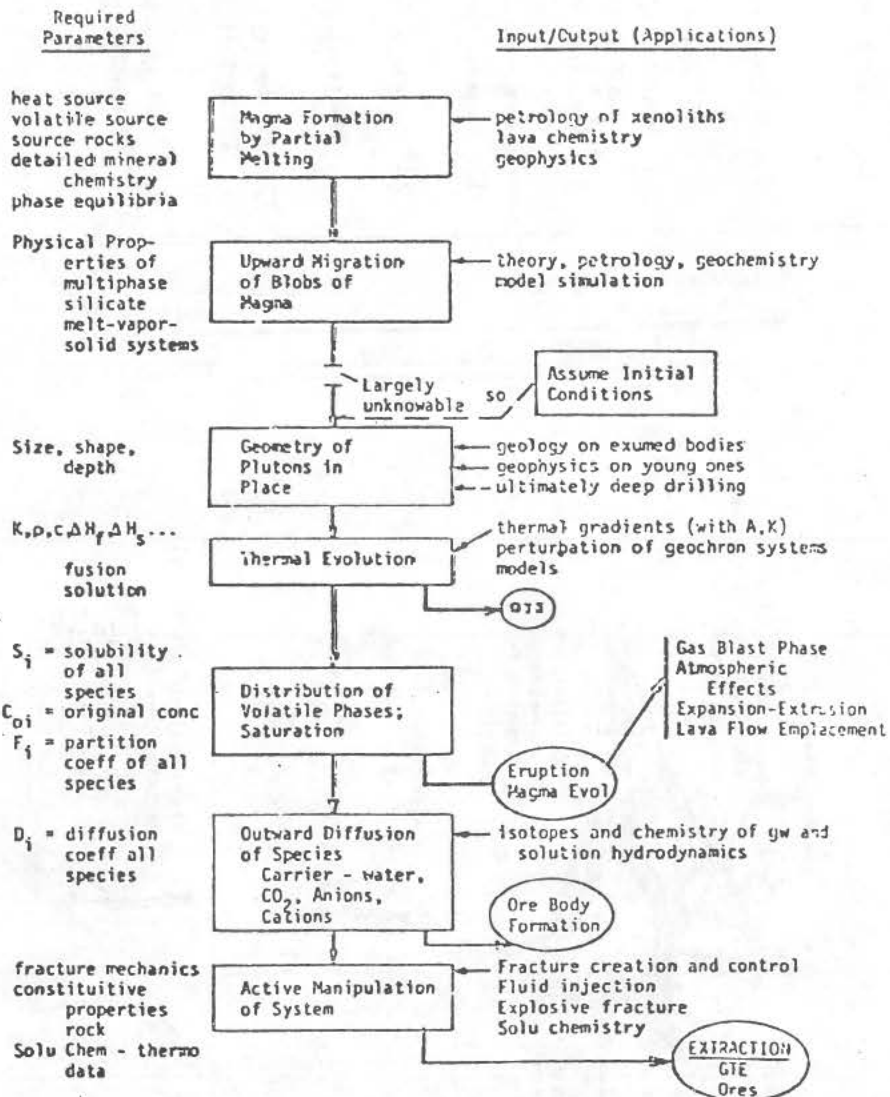 Required
Parameters
Input/Output (Applications)
heat source
volatile source
source rocks
detailed mineral
chemistry
phase equilibria
Magma Formation
by Partial
Melting
petrology of xenoliths
lava chemistry
geophysics
Physical Prop-
erties of
multiphase
silicate
melt-vapor-
solid systems
Upward Migration
of Blobs of
Magma
theory, petrology, geochemistry
model simulation
Largely
unknowable
so
Assume Initial
Conditions
Size, shape,
depth
Geometry of
Plutons in
Place
geology on exumed bodies
geophysics on young ones
ultimately deep drilling
K,ρ,c,ΔH_f,ΔH_s...
fusion
solution
Thermal Evolution
thermal gradients (with A,K)
perturbation of geochron systems
models
S_i = solubility
of all
species
C_oi = original conc
F_i = partition
coeff of all
species
Distribution of
Volatile Phases;
Saturation
Gas Blast Phase
Atmospheric
Effects
Expansion-Extrusion
Lava Flow Emplacement
Eruption
Magma Evol
D_i = diffusion
coeff all
species
Outward Diffusion
of Species
Carrier - water,
CO₂, Anions,
Cations
isotopes and chemistry of gw and
solution hydrodynamics
Ore Body
Formation
fracture mechanics
constituitive
properties
rock
Solu Chem - thermo
data
Active Manipulation
of System
Fracture creation and control
Fluid injection
Explosive fracture
Solu chemistry
EXTRACTION
GTE
Ores